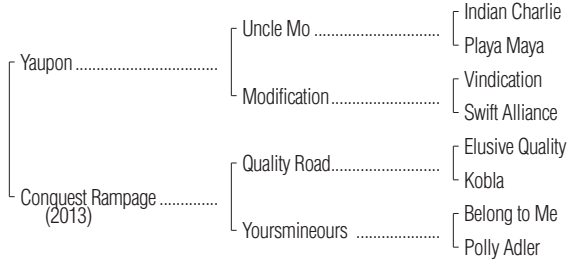 Indian Charlie
Uncle Mo ................................
Playa Maya
Yaupon ....................................
Vindication
Modification............................
Swift Alliance
Elusive Quality
Quality Road............................
Kobla
Conquest Rampage ..............
(2013)
Belong to Me
Yoursmineours .....................
Polly Adler